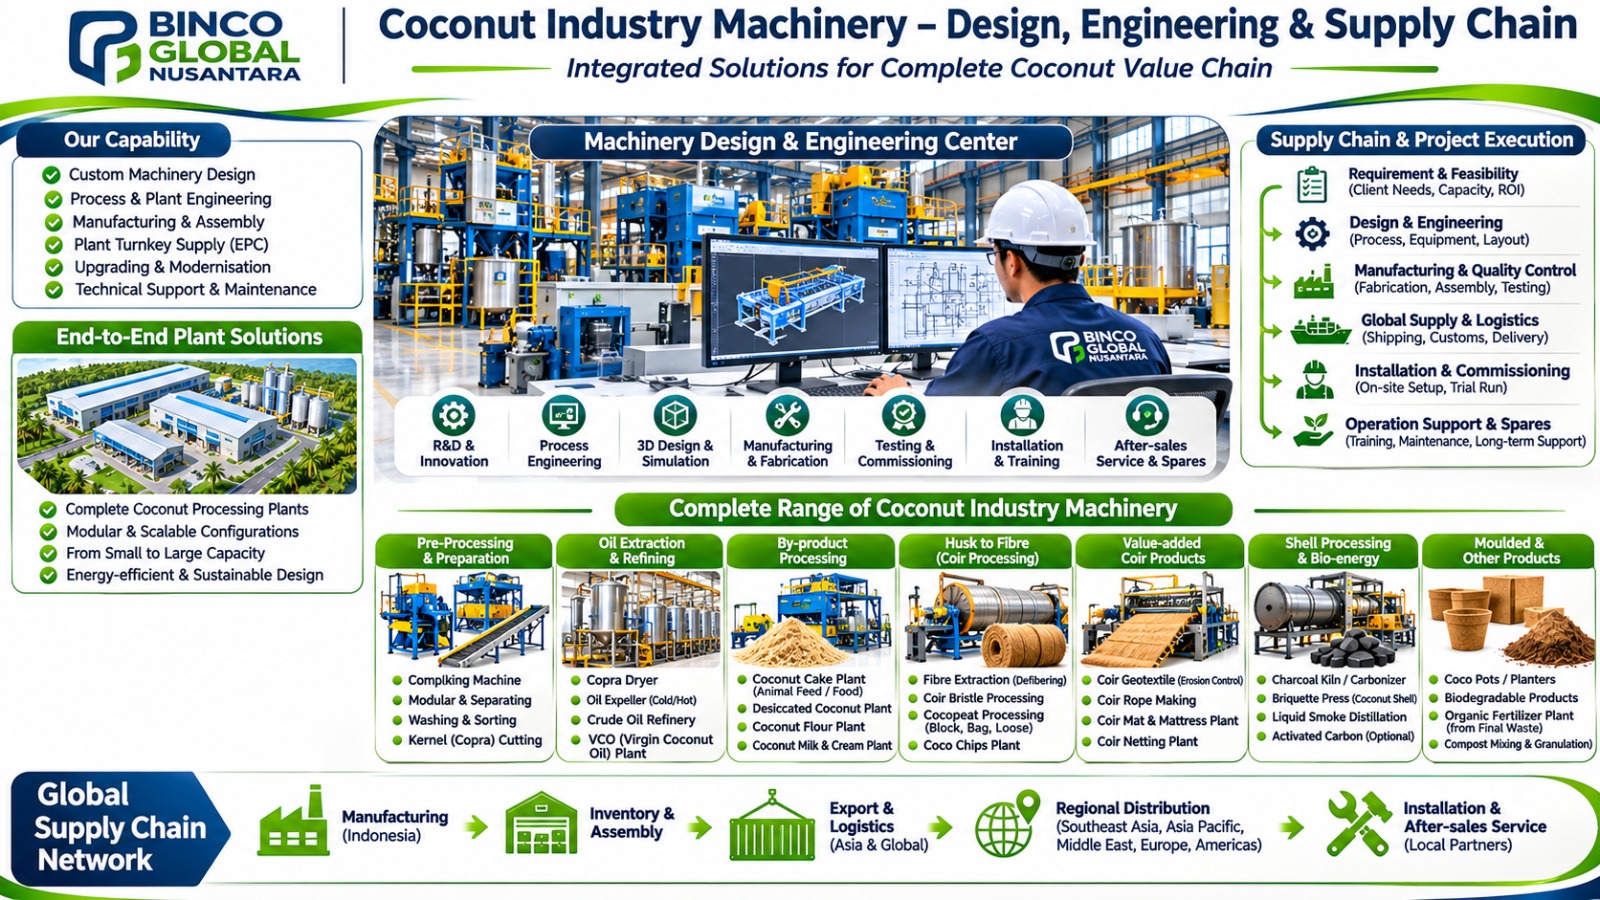 BINCO
GLOBAL
NUSANTARA
Coconut Industry Machinery – Design, Engineering & Supply Chain
Integrated Solutions for Complete Coconut Value Chain
Our Capability
Custom Machinery Design
Process & Plant Engineering
Manufacturing & Assembly
Plant Turnkey Supply (EPC)
Upgrading & Modernisation
Technical Support & Maintenance
End-to-End Plant Solutions
Complete Coconut Processing Plants
Modular & Scalable Configurations
From Small to Large Capacity
Energy-efficient & Sustainable Design
Machinery Design & Engineering Center
BINCO
GLOBAL
NUSANTARA
R&D &
Innovation
Process
Engineering
3D Design &
Simulation
Manufacturing
& Fabrication
Testing &
Commissioning
Installation
& Training
After-sales
Service & Spares
Supply Chain & Project Execution
Requirement & Feasibility
(Client Needs, Capacity, ROI)
Design & Engineering
(Process, Equipment, Layout)
Manufacturing & Quality Control
(Fabrication, Assembly, Testing)
Global Supply & Logistics
(Shipping, Customs, Delivery)
Installation & Commissioning
(On-site Setup, Trial Run)
Operation Support & Spares
(Training, Maintenance, Long-term Support)
Complete Range of Coconut Industry Machinery
Pre-Processing
& Preparation
Complking Machine
Modular & Separating
Washing & Sorting
Kernel (Copra) Cutting
Oil Extraction
& Refining
Copra Dryer
Oil Expeller (Cold/Hot)
Crude Oil Refinery
VCO (Virgin Coconut
Oil) Plant
By-product
Processing
Coconut Cake Plant
(Animal Feed / Food)
Desiccated Coconut Plant
Coconut Flour Plant
Coconut Milk & Cream Plant
Husk to Fibre
(Coir Processing)
Fibre Extraction (Defibering)
Coir Bristle Processing
Cocopeat Processing
(Block, Bag, Loose)
Coco Chips Plant
Value-added
Coir Products
Coir Geotextile (Erosion Control)
Coir Rope Making
Coir Mat & Mattress Plant
Coir Netting Plant
Shell Processing
& Bio-energy
Charcoal Kiln / Carbonizer
Briquette Press (Coconut Shell)
Liquid Smoke Distillation
Activated Carbon (Optional)
Moulded &
Other Products
Coco Pots / Planters
Biodegradable Products
Organic Fertilizer Plant
(from Final Waste)
Compost Mixing & Granulation)
Global
Supply Chain
Network
Manufacturing
(Indonesia)
Inventory &
Assembly
Export &
Logistics
(Asia & Global)
Regional Distribution
(Southeast Asia, Asia Pacific,
Middle East, Europe, Americas)
Installation &
After-sales Service
(Local Partners)